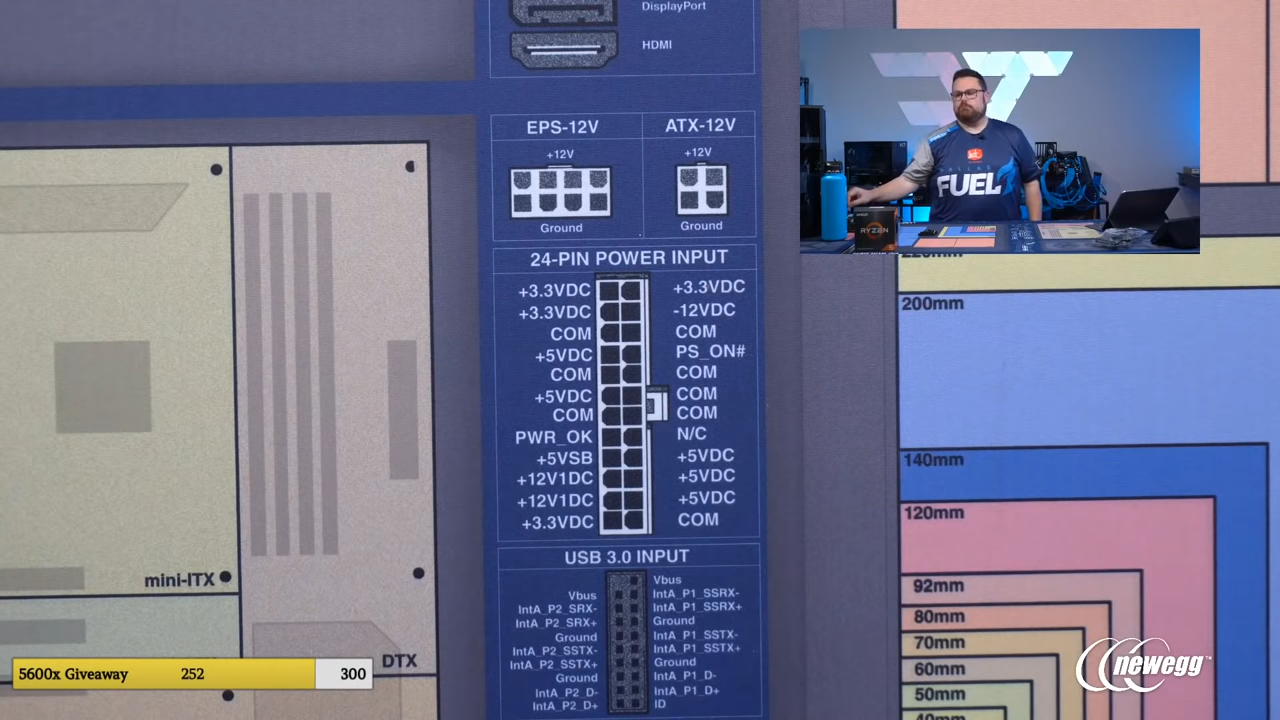 DisplayPort
HDMI
EPS-12V
ATX-12V
+12V
+12V
Ground
Ground
24-PIN POWER INPUT
+3.3VDC
+3.3VDC
+3.3VDC
-12VDC
COM
COM
+5VDC
PS_ON#
COM
COM
+5VDC
COM
COM
COM
PWR_OK
N/C
+5VSB
+5VDC
+12V1DC
+5VDC
+12V1DC
+5VDC
+3.3VDC
COM
USB 3.0 INPUT
Vbus
Vbus
IntA_P1_SSRX-
IntA_P2_SRX-
IntA_P1_SSRX+
IntA_P2_SRX+
Ground
Ground
IntA_P1_SSTX-
IntA_P2_SSTX-
IntA_P1_SSTX+
IntA_P2_SSTX+
Ground
Ground
IntA_P1_D-
IntA_P2_D-
IntA_P1_D+
IntA_P2_D+
ID
mini-ITX
DTX
FUEL
RYZEN
200mm
140mm
120mm
92mm
80mm
70mm
60mm
50mm
40mm
5600x Giveaway 252 300
newegg